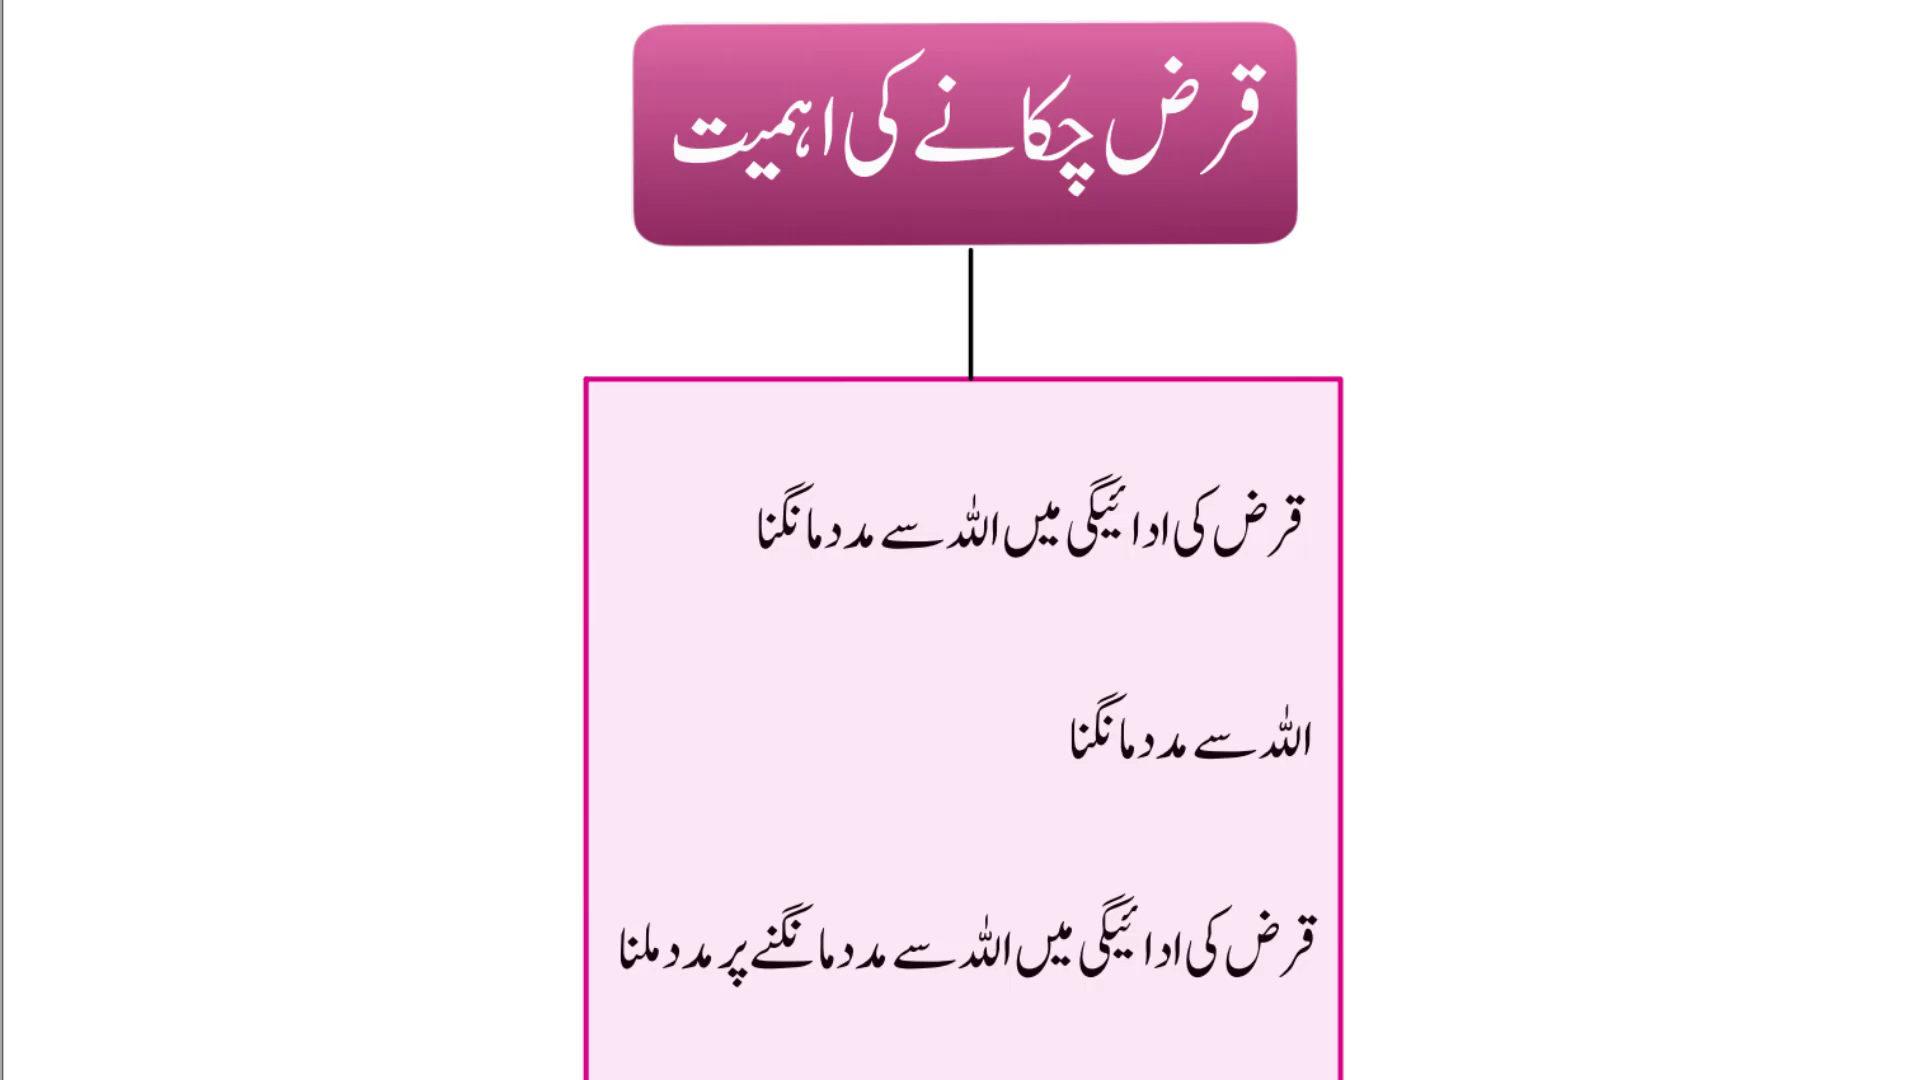 قرض چکانے کی اہمیت
قرض کی ادائیگی میں اللہ سے مدد مانگنا
اللہ سے مدد مانگنا
قرض کی ادائیگی میں اللہ سے مدد مانگنے پر مدد ملنا